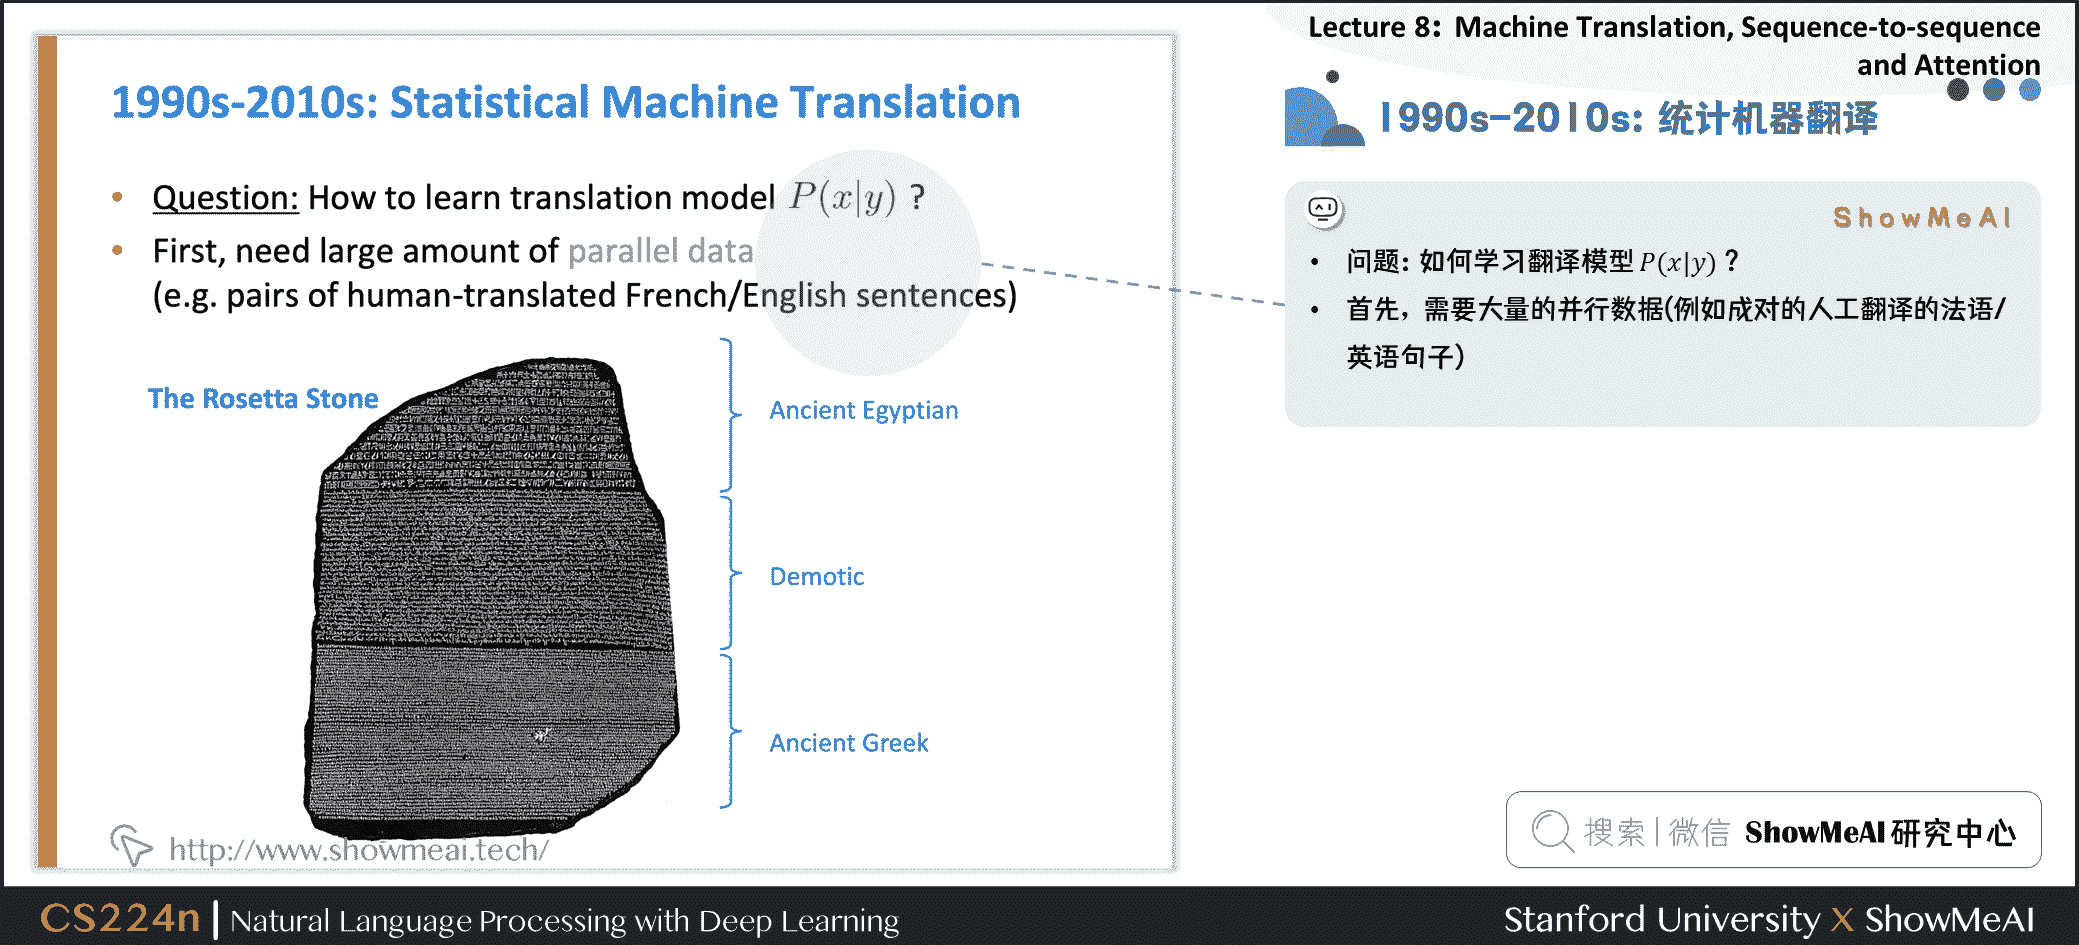 Lecture 8: Machine Translation, Sequence-to-sequence
and Attention
1990s-2010s: Statistical Machine Translation
• Question: How to learn translation model P(x|y) ?
• First, need large amount of parallel data
(e.g. pairs of human-translated French/English sentences)
The Rosetta Stone
Ancient Egyptian
Demotic
Ancient Greek
http://www.showmeai.tech/
1990s-2010s: 统计机器翻译
ShowMeAI
• 问题: 如何学习翻译模型 P(x|y) ?
• 首先，需要大量的并行数据(例如成对的人工翻译的法语/
英语句子)
搜索|微信 ShowMeAI 研究中心
CS224n | Natural Language Processing with Deep Learning
Stanford University X ShowMeAI